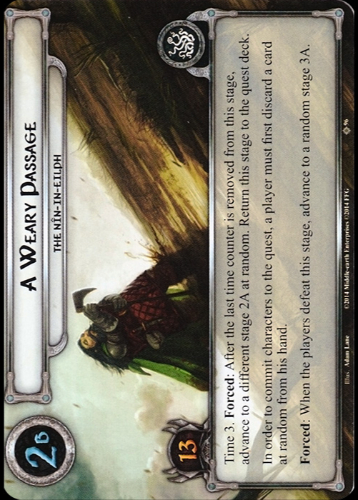 2B
A Weary Passage
The Nîn-in-Eilph
13
Time 3. Forced: After the last time counter is removed from this stage,
advance to a different stage 2A at random. Return this stage to the quest deck.
In order to commit characters to the quest, a player must first discard a card
at random from his hand.
Forced: When the players defeat this stage, advance to a random stage 3A.
Illus. Adam Lane ©2014 Middle-earth Enterprises ©2014 FFG 96